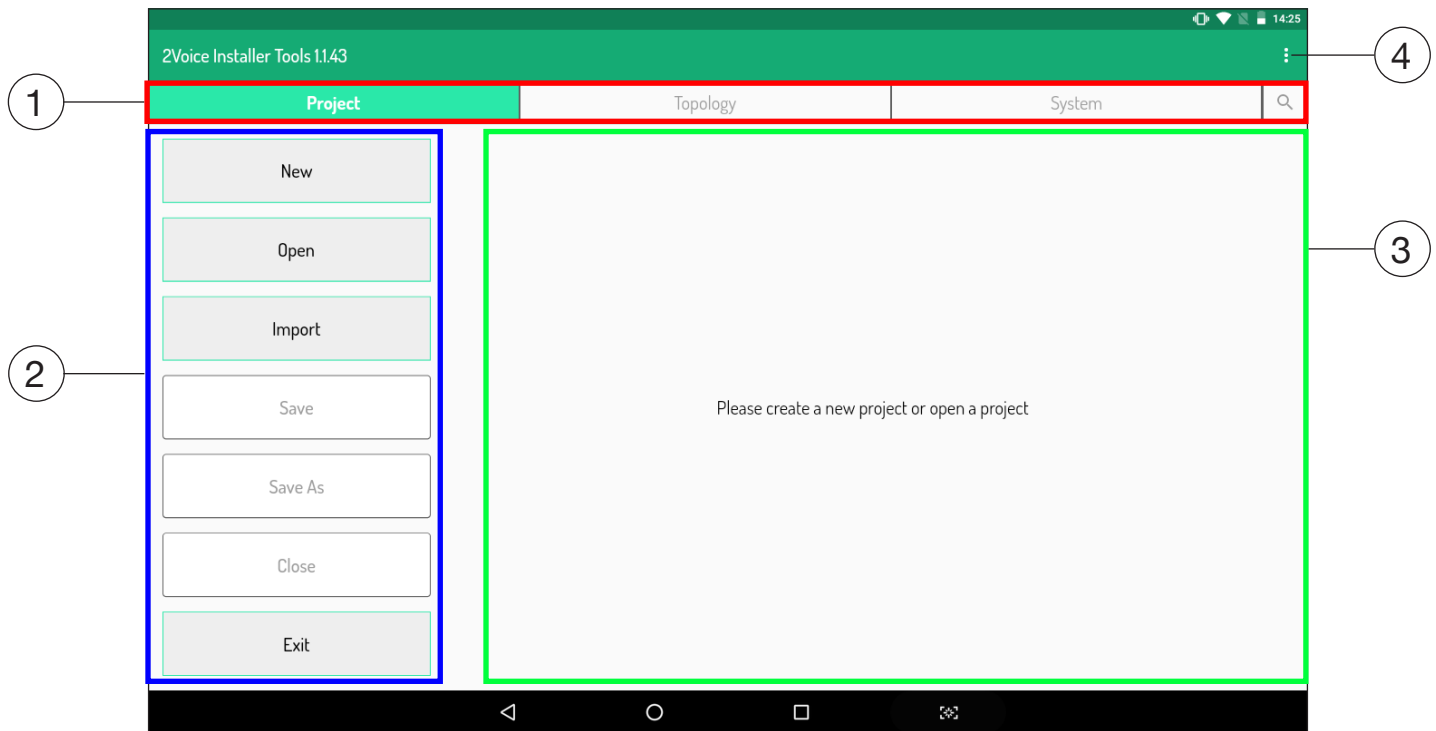 14:25
2Voice Installer Tools 1.1.43
4
1
Project
Topology
System
New
Open
3
Import
2
Save
Please create a new project or open a project
Save As
Close
Exit